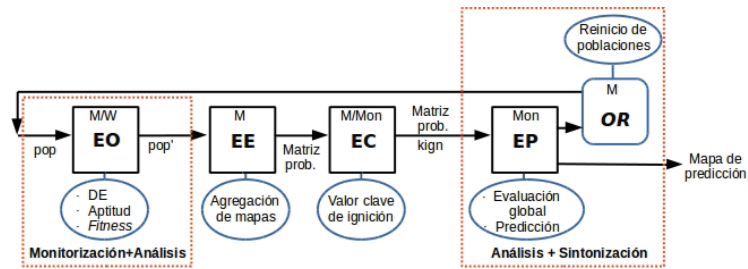 Reinicio de
poblaciones
M/W
EO
M
EE
M/Mon
EC
Mon
EP
M
OR
pop
pop'
Matriz
prob.
Matriz
prob.
kign
Mapa de
predicción
· DE
· Aptitud
· Fitness
Agregación
de mapas
Valor clave
de ignición
· Evaluación
global
· Predicción
Monitorización+Análisis
Análisis + Sintonización